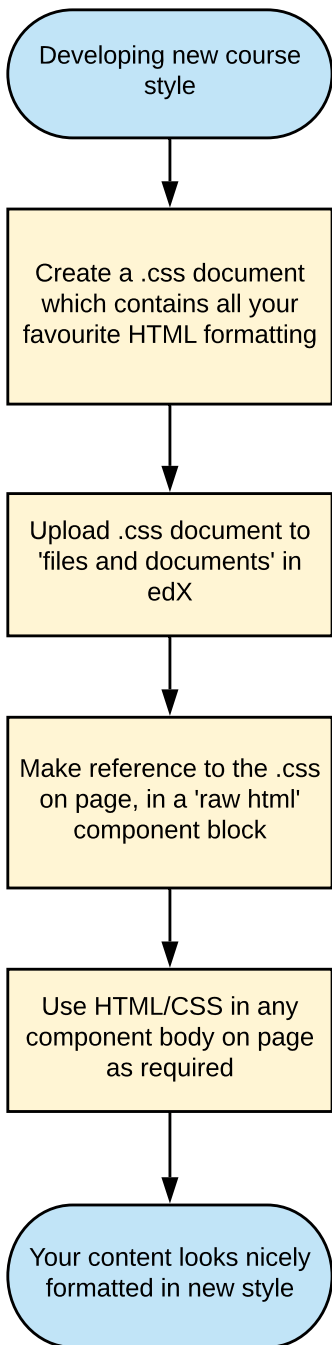 Developing new course
style
Create a .css document
which contains all your
favourite HTML formatting
Upload .css document to
'files and documents' in
edX
Make reference to the .css
on page, in a 'raw html'
component block
Use HTML/CSS in any
component body on page
as required
Your content looks nicely
formatted in new style